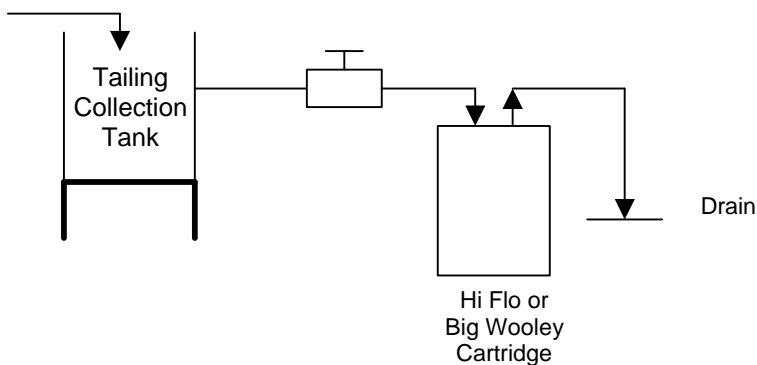 Tailing
Collection
Tank
Drain
Hi Flo or
Big Wooley
Cartridge